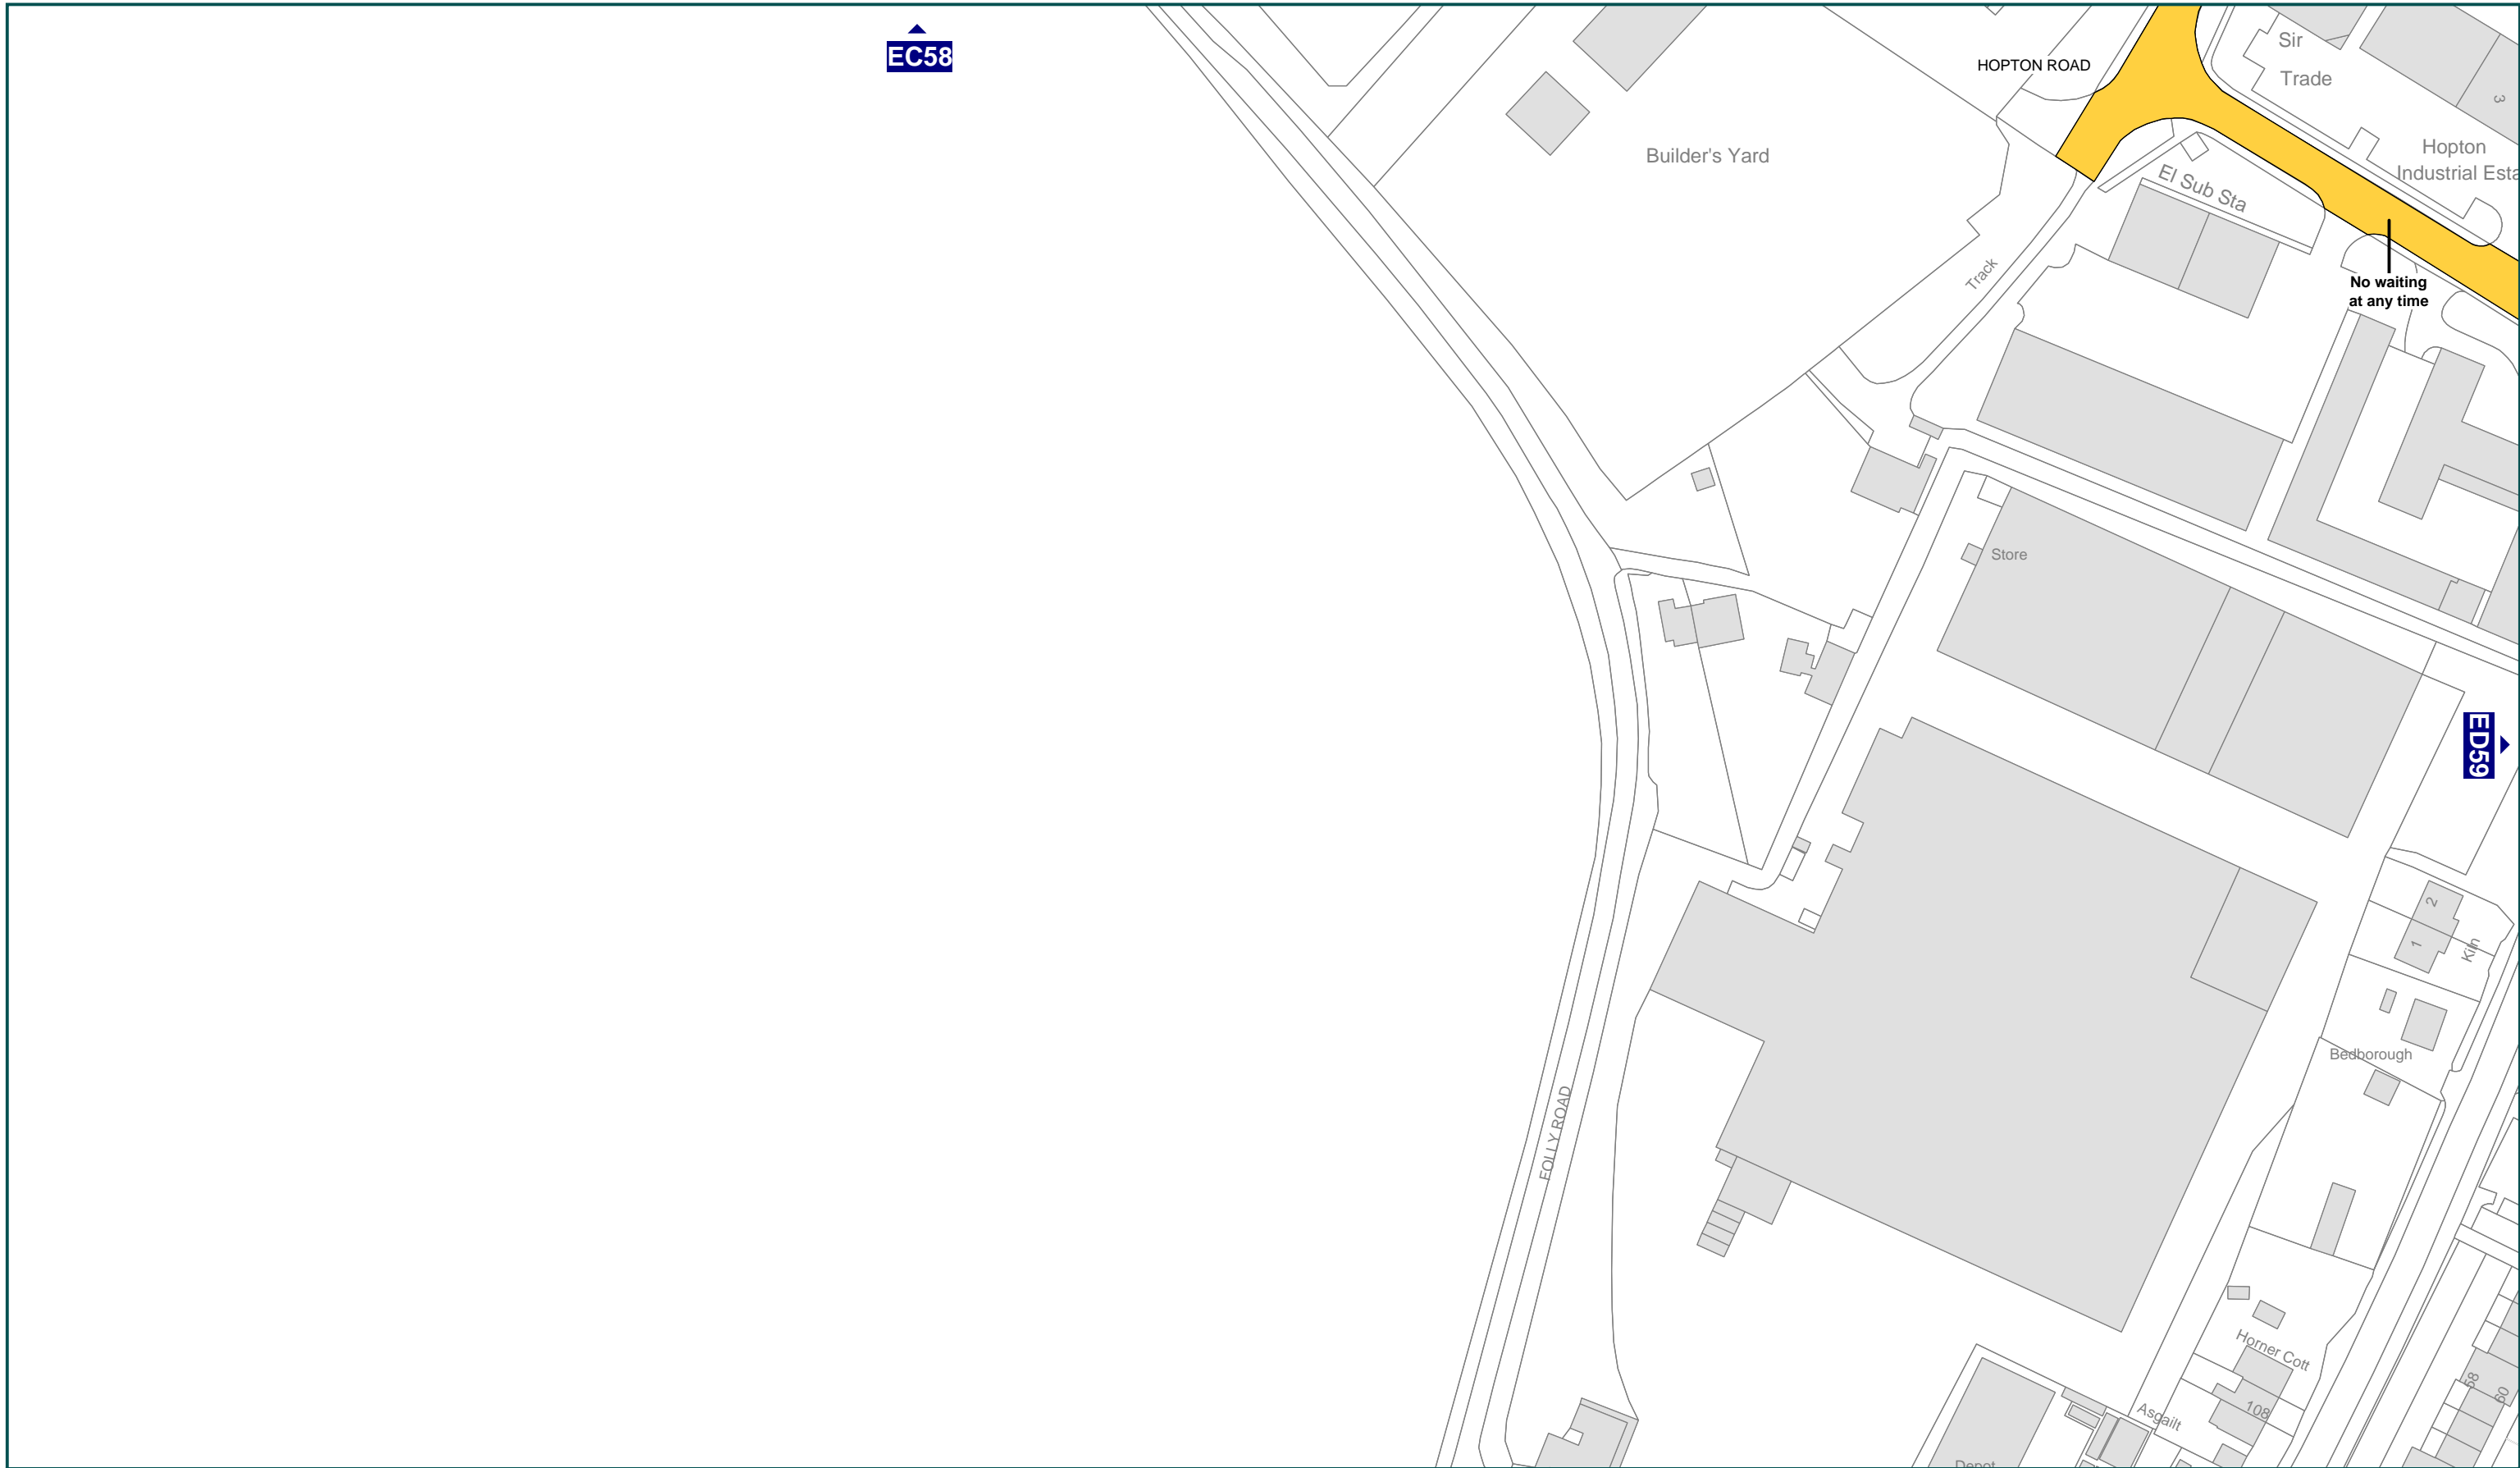 EC58
HOPTON ROAD
Sir
Trade
3
Hopton
Industrial Esta
Builder's Yard
El Sub Sta
Track
No waiting
at any time
Store
ED59
2
1
Kiln
Bedborough
FOLLY ROAD
Horner Cott
108
Asgailt
58
60
Depot